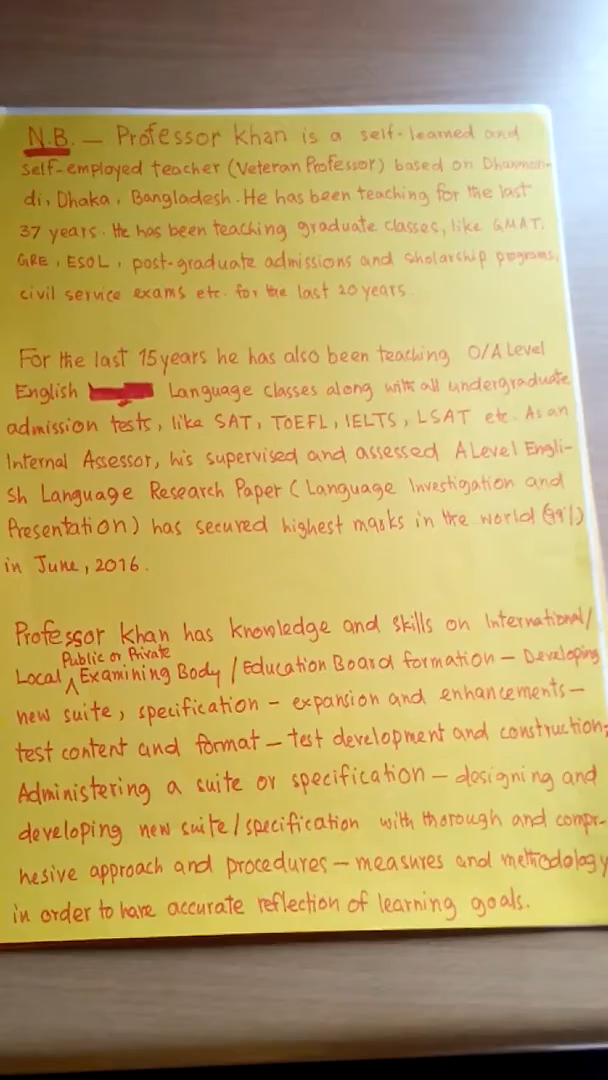 N.B. — Professor Khan is a self-learned and
self-employed teacher (Veteran Professor) based on Dhanmon-
di, Dhaka, Bangladesh. He has been teaching for the last
37 years. He has been teaching graduate classes, like GMAT,
GRE, ESOL, post-graduate admissions and sholarship programs,
civil service exams etc. for the last 20 years.
For the last 15 years he has also been teaching O/A Level
English Language classes along with all undergraduate
admission tests, like SAT, TOEFL, IELTS, LSAT etc. As an
Internal Assessor, his supervised and assessed A Level Engli-
sh Language Research Paper (Language Investigation and
Presentation) has secured highest marks in the world (99%)
in June, 2016.
Professor Khan has knowledge and skills on International/
Public or Private
Local ^ Examining Body / Education Board formation — Developing
new suite, specification – expansion and enhancements —
test content and format — test development and construction;
Administering a suite or specification — designing and
developing new suite/specification with thorough and compr-
hesive approach and procedures — measures and methodology
in order to have accurate reflection of learning goals.